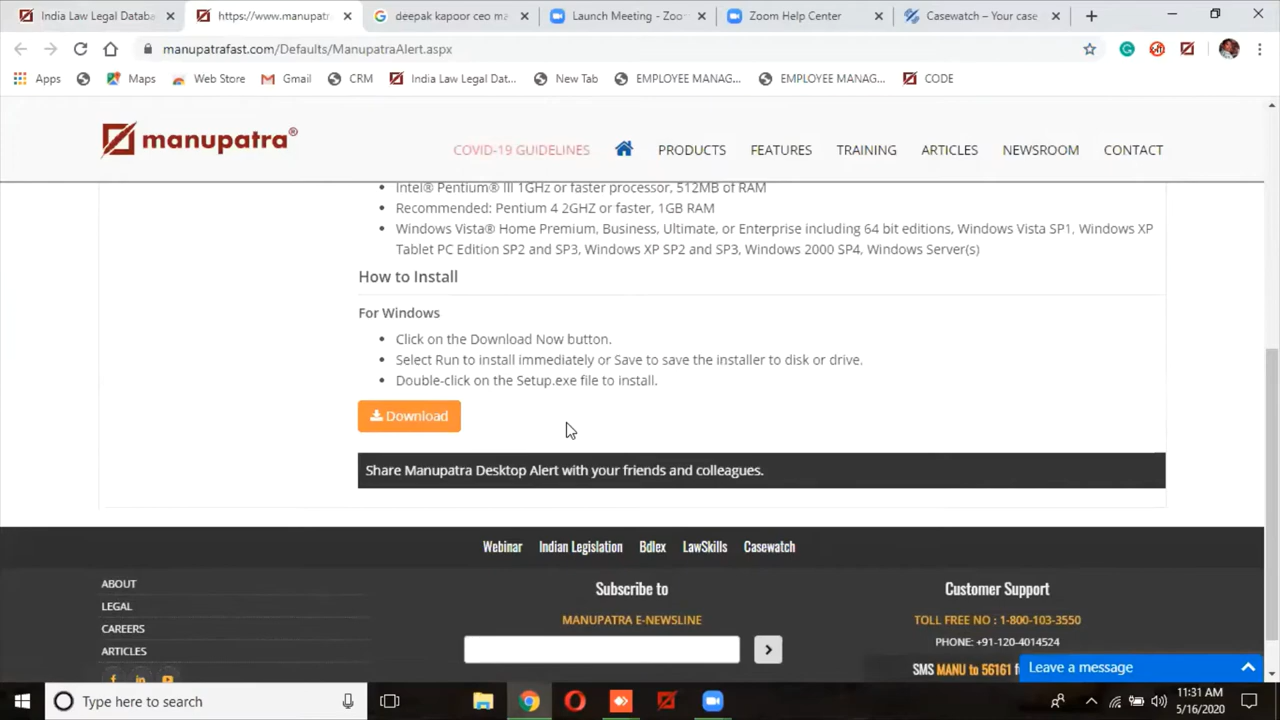 India Law Legal Databa
https://www.manupatr
deepak kapoor ceo ma
Launch Meeting - Zoo
Zoom Help Center
Casewatch – Your case
manupatrafast.com/Defaults/ManupatraAlert.aspx
Apps
Maps
Web Store
Gmail
CRM
India Law Legal Dat...
New Tab
EMPLOYEE MANAG...
EMPLOYEE MANAG...
CODE
manupatra®
COVID-19 GUIDELINES
PRODUCTS
FEATURES
TRAINING
ARTICLES
NEWSROOM
CONTACT
Intel® Pentium® III 1GHz or faster processor, 512MB of RAM
Recommended: Pentium 4 2GHZ or faster, 1GB RAM
Windows Vista® Home Premium, Business, Ultimate, or Enterprise including 64 bit editions, Windows Vista SP1. Windows XP
Tablet PC Edition SP2 and SP3, Windows XP SP2 and SP3, Windows 2000 SP4, Windows Server(s)
How to Install
For Windows
Click on the Download Now button.
Select Run to install immediately or Save to save the installer to disk or drive.
Double-click on the Setup.exe file to install.
Download
Share Manupatra Desktop Alert with your friends and colleagues.
Webinar
Indian Legislation
Bdlex
LawSkills
Casewatch
ABOUT
LEGAL
CAREERS
ARTICLES
Subscribe to
MANUPATRA E-NEWSLINE
Customer Support
TOLL FREE NO : 1-800-103-3550
PHONE: +91-120-4014524
SMS MANU to 56161 f
Leave a message
Type here to search
11:31 AM
5/16/2020